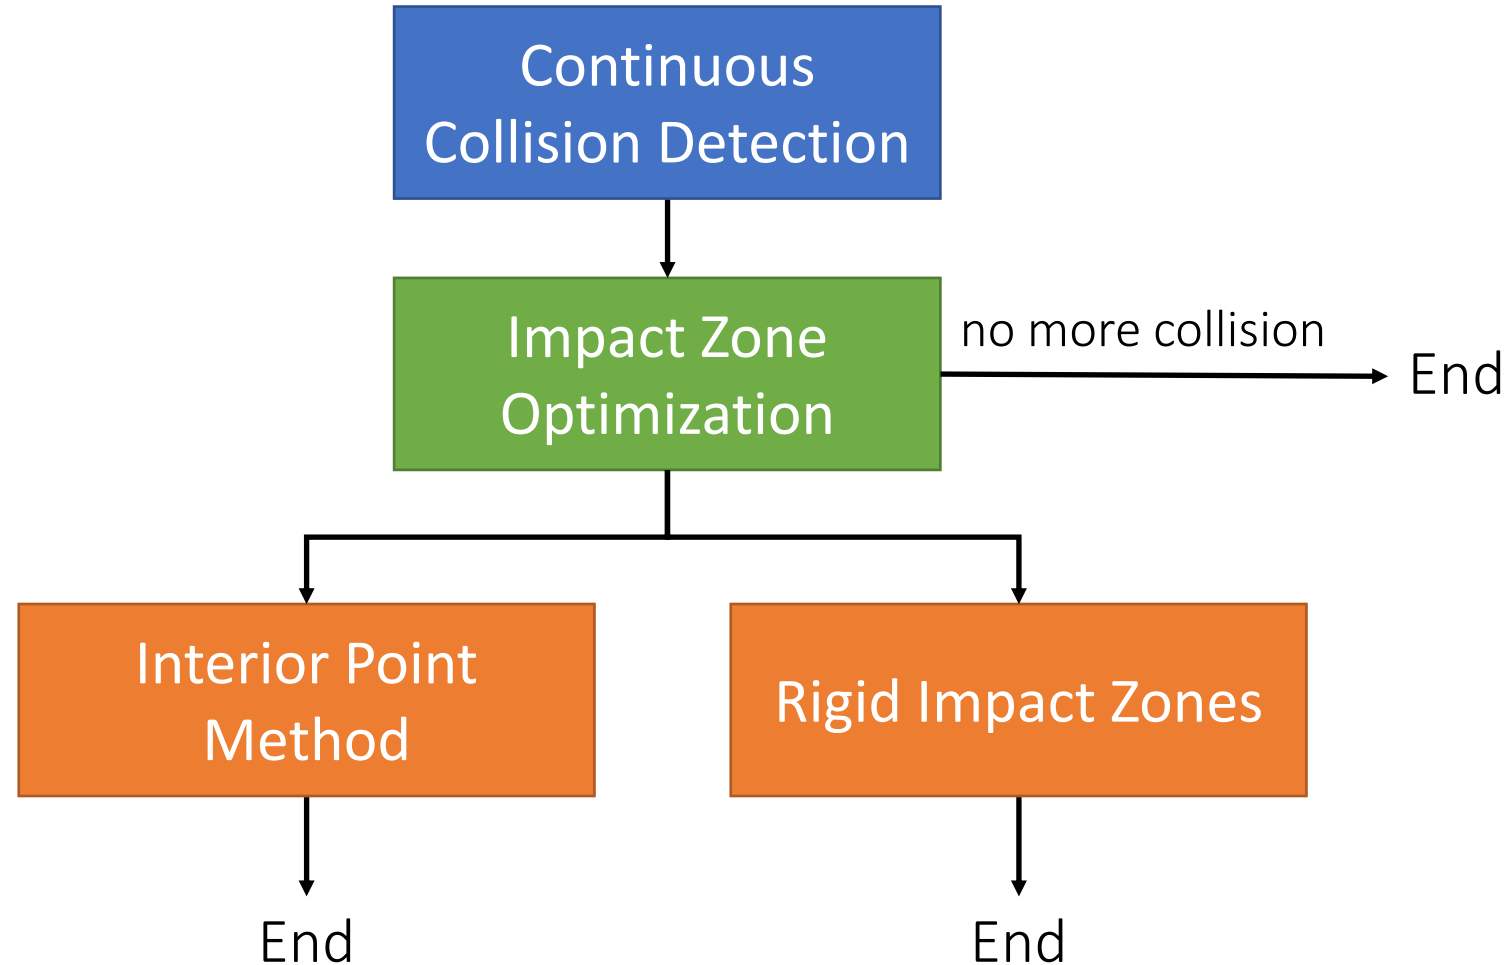 Continuous
Collision Detection
Impact Zone
Optimization
no more collision
End
Interior Point
Method
Rigid Impact Zones
End
End